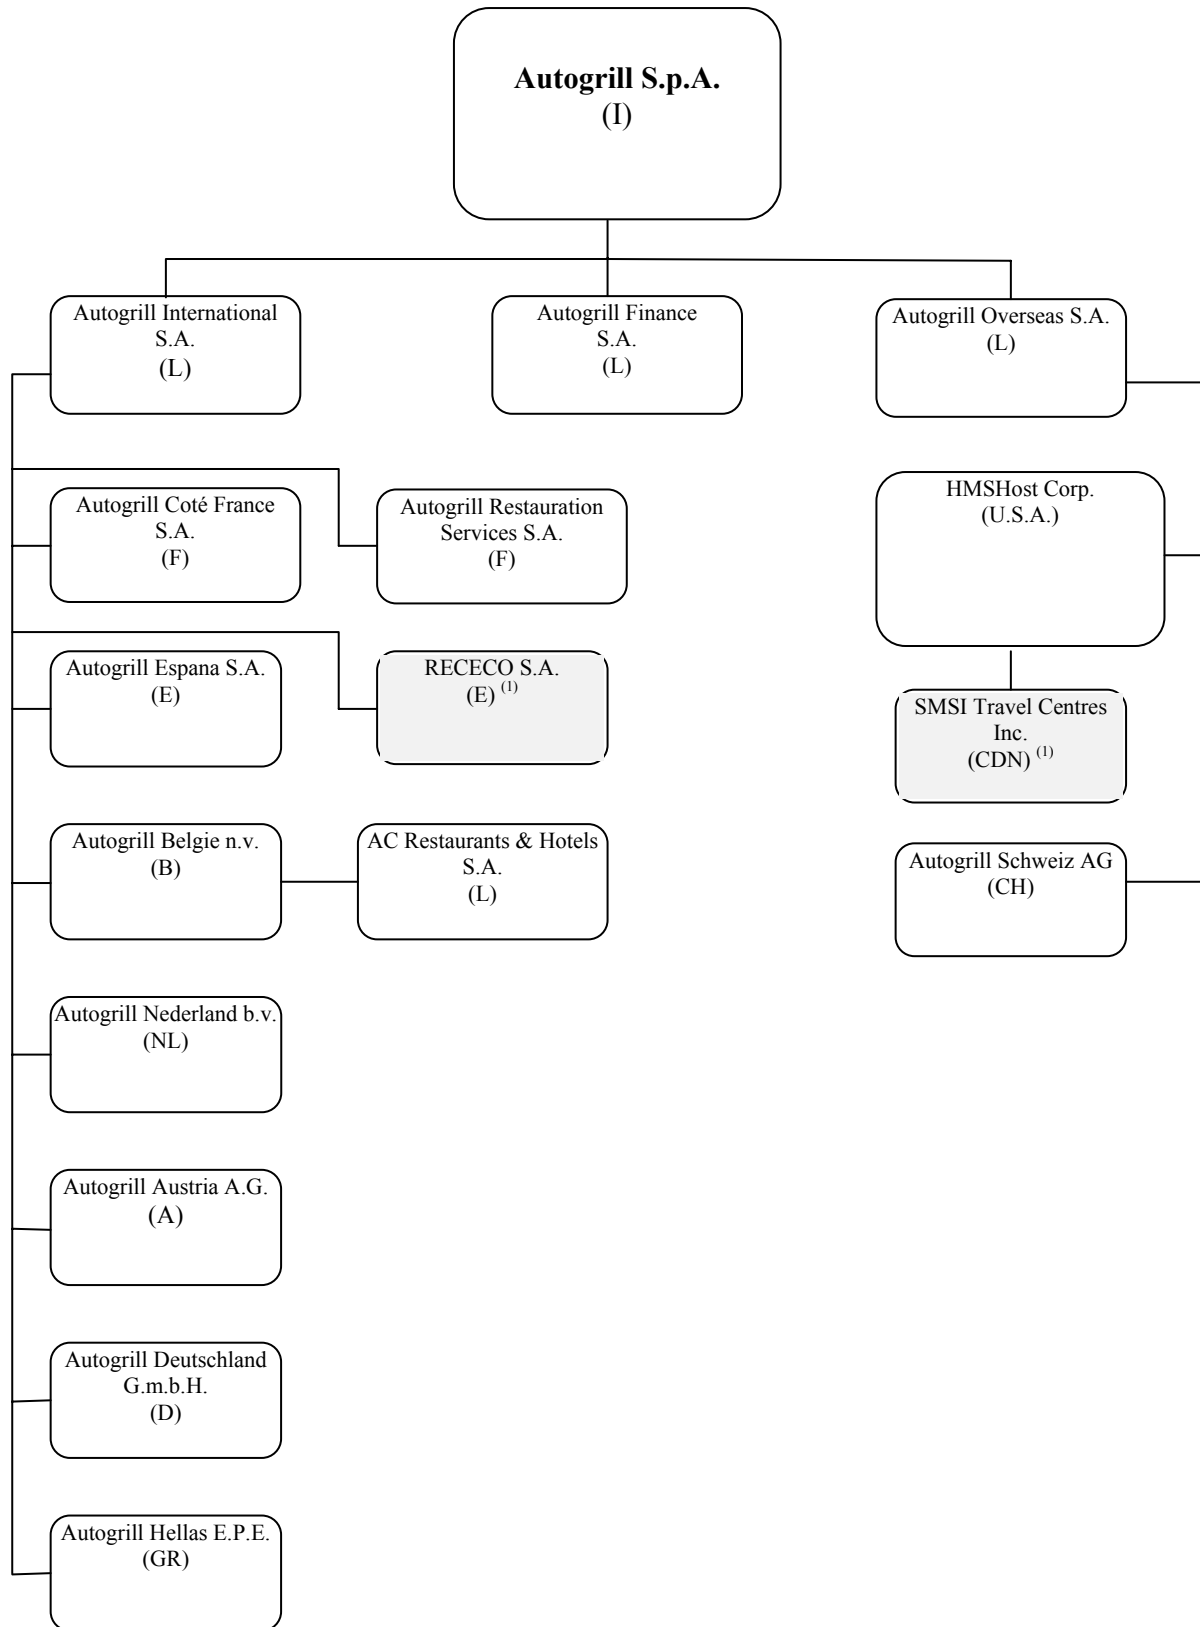 Autogrill S.p.A.
(I)
Autogrill International
S.A.
(L)
Autogrill Finance
S.A.
(L)
Autogrill Overseas S.A.
(L)
Autogrill Coté France
S.A.
(F)
Autogrill Restauration
Services S.A.
(F)
HMSHost Corp.
(U.S.A.)
Autogrill Espana S.A.
(E)
RECECO S.A.
(E) (1)
SMSI Travel Centres
Inc.
(CDN) (1)
Autogrill Belgie n.v.
(B)
AC Restaurants & Hotels
S.A.
(L)
Autogrill Schweiz AG
(CH)
Autogrill Nederland b.v.
(NL)
Autogrill Austria A.G.
(A)
Autogrill Deutschland
G.m.b.H.
(D)
Autogrill Hellas E.P.E.
(GR)